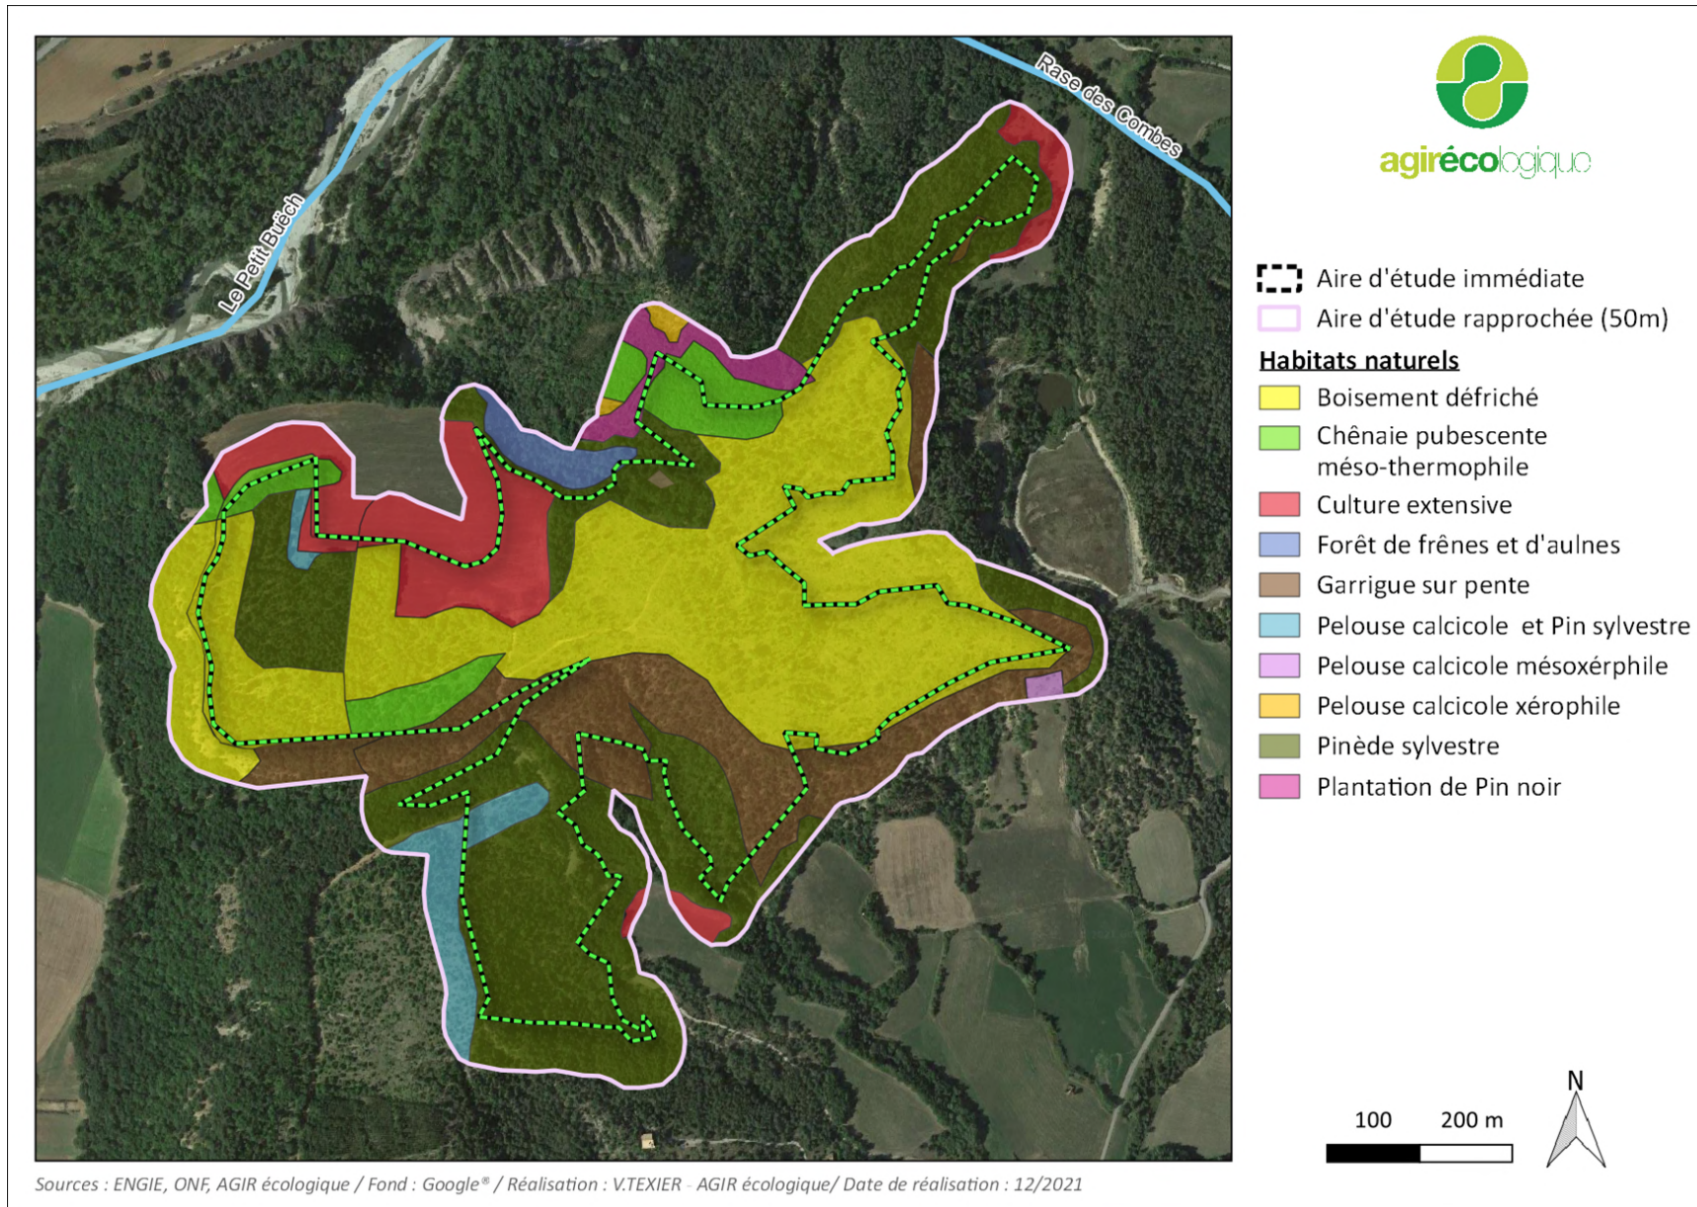 Rase des Combes
Le Petit Buëch
agirécologique
Aire d'étude immédiate
Aire d'étude rapprochée (50m)
Habitats naturels
Boisement défriché
Chênaie pubescente
méso-thermophile
Culture extensive
Forêt de frênes et d'aulnes
Garrigue sur pente
Pelouse calcicole et Pin sylvestre
Pelouse calcicole mésoxérphile
Pelouse calcicole xérophile
Pinède sylvestre
Plantation de Pin noir
N
100 200 m
Sources : ENGIE, ONF, AGIR écologique / Fond : Google® / Réalisation : V.TEXIER - AGIR écologique/ Date de réalisation : 12/2021